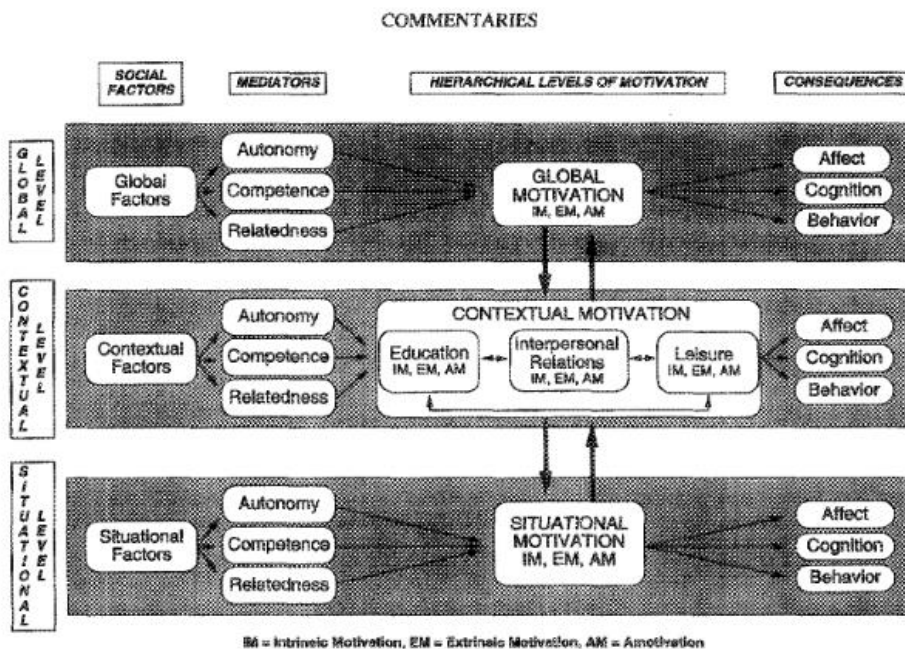 COMMENTARIES
SOCIAL FACTORS
MEDIATORS
HIERARCHICAL LEVELS OF MOTIVATION
CONSEQUENCES
GLOBAL LEVEL
Global Factors
Autonomy
Competence
Relatedness
GLOBAL
MOTIVATION
IM, EM, AM
Affect
Cognition
Behavior
CONTEXTUAL LEVEL
Contextual Factors
Autonomy
Competence
Relatedness
CONTEXTUAL MOTIVATION
Education
IM, EM, AM
Interpersonal
Relations
IM, EM, AM
Leisure
IM, EM, AM
Affect
Cognition
Behavior
SITUATIONAL LEVEL
Situational Factors
Autonomy
Competence
Relatedness
SITUATIONAL
MOTIVATION
IM, EM, AM
Affect
Cognition
Behavior
IM = Intrinsic Motivation, EM = Extrinsic Motivation, AM = Amotivation